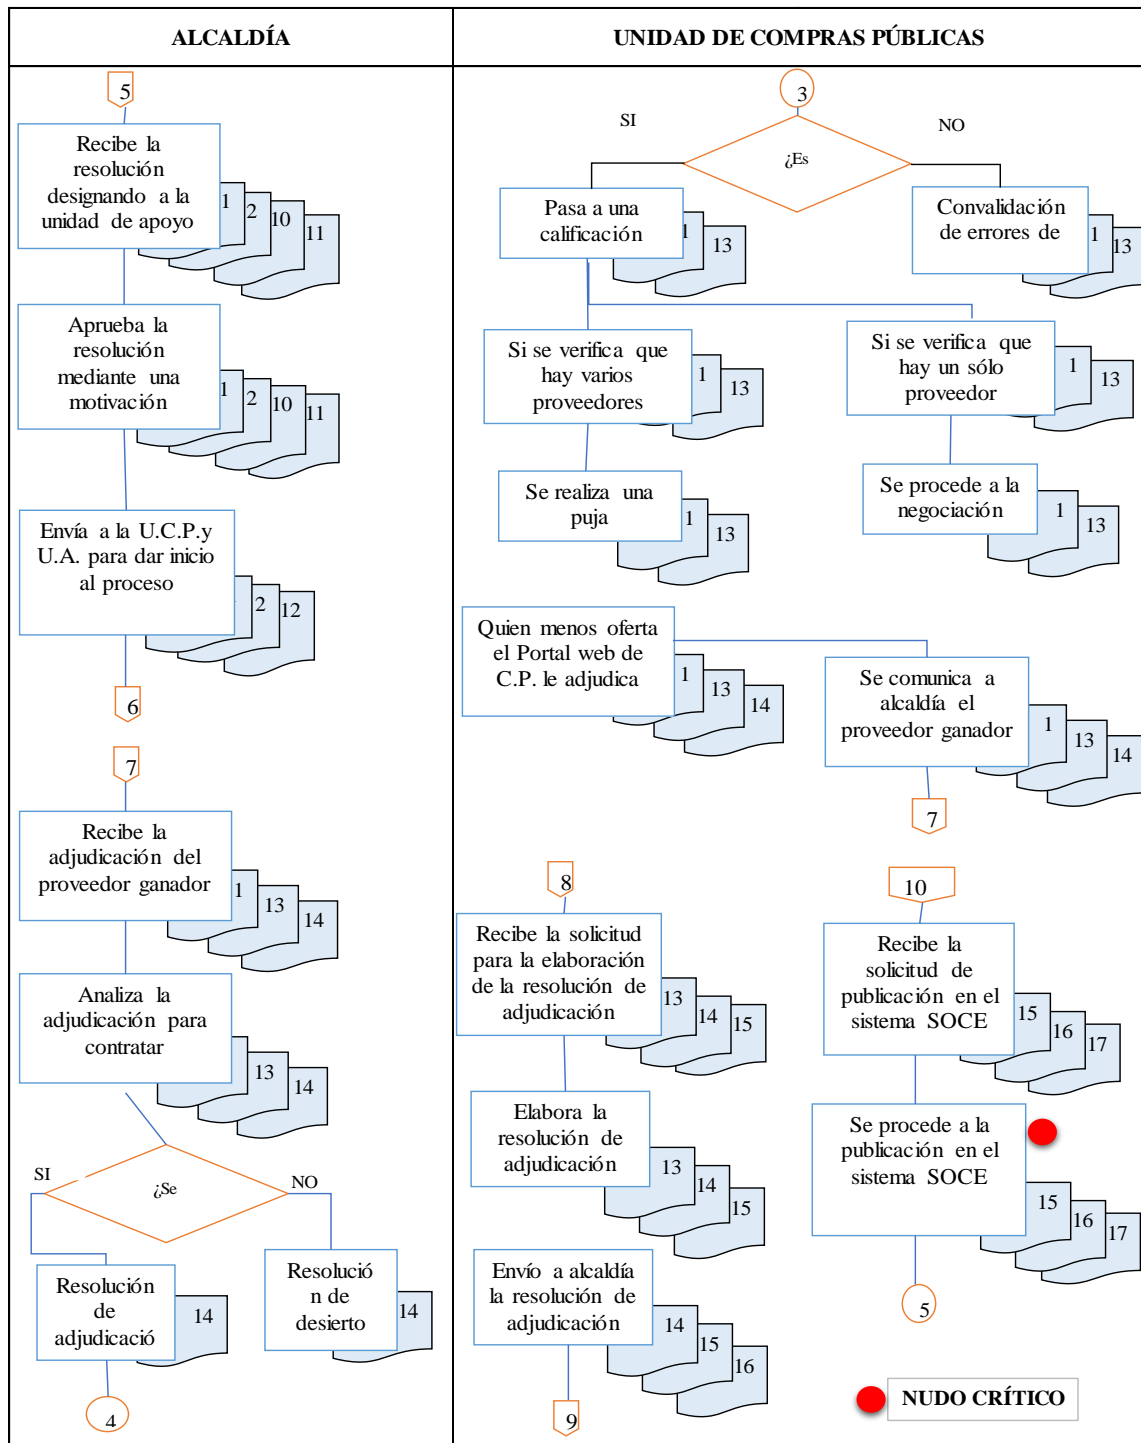 ALCALDÍA
5
Recibe la
resolución
designando a la
unidad de apoyo
1
2
10
11
Aprueba la
resolución
mediante una
motivación
1
2
10
11
Envía a la U.C.P.y
U.A. para dar inicio
al proceso
2
12
6
7
Recibe la
adjudicación del
proveedor ganador
1
13
14
Analiza la
adjudicación para
contratar
13
14
SI
¿Se
NO
Resolución
de
adjudicació
14
Resolució
n de
desierto
14
4
UNIDAD DE COMPRAS PÚBLICAS
3
SI
NO
¿Es
Pasa a una
calificación
1
13
Convalidación
de errores de
1
13
Si se verifica que
hay varios
proveedores
1
13
Si se verifica que
hay un sólo
proveedor
1
13
Se realiza una
puja
1
13
Se procede a la
negociación
1
13
Quien menos oferta
el Portal web de
C.P. le adjudica
1
13
14
Se comunica a
alcaldía el
proveedor ganador
1
13
14
7
8
Recibe la solicitud
para la elaboración
de la resolución de
adjudicación
13
14
15
Elabora la
resolución de
adjudicación
13
14
15
Envío a alcaldía
la resolución de
adjudicación
14
15
16
9
10
Recibe la
solicitud de
publicación en el
sistema SOCE
15
16
17
Se procede a la
publicación en el
sistema SOCE
15
16
17
5
NUDO CRÍTICO